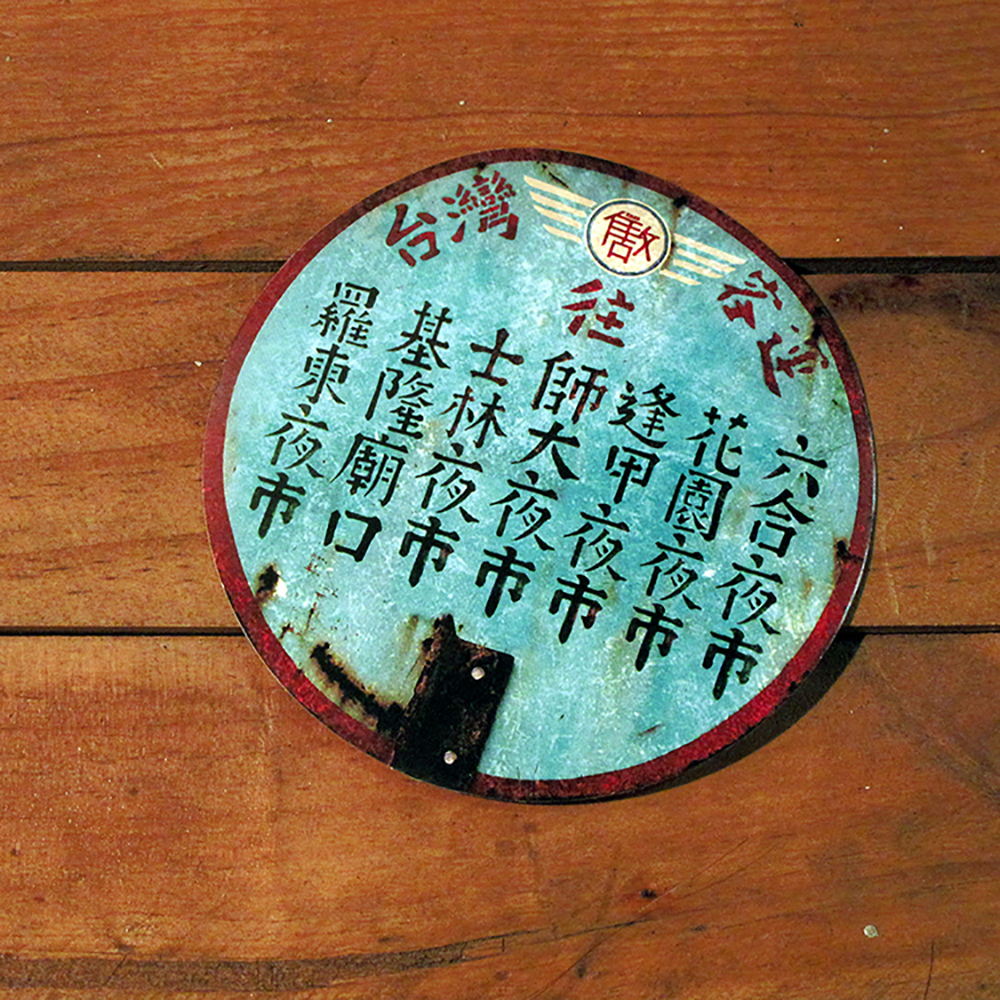 台灣客運
往
六合夜市
花園夜市
逢甲夜市
師大夜市
士林夜市
基隆廟口
羅東夜市